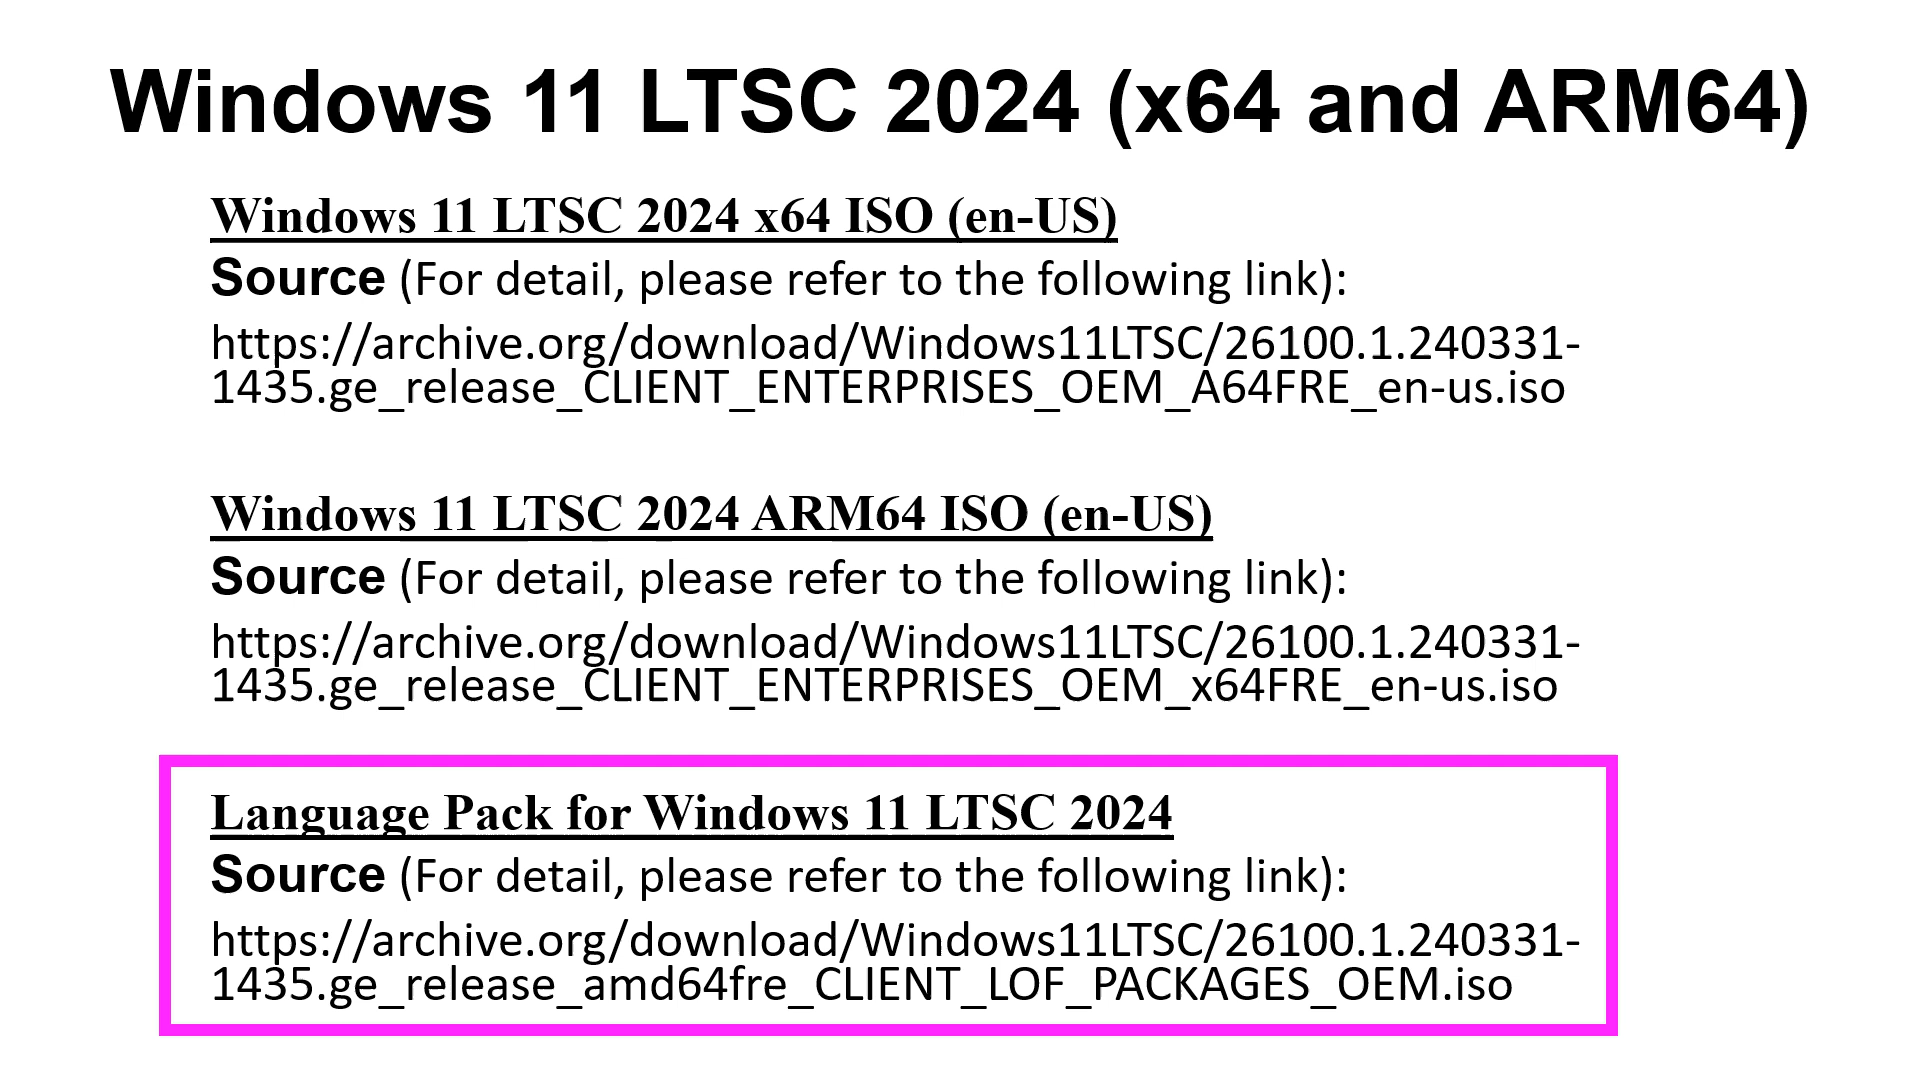 Windows 11 LTSC 2024 (x64 and ARM64)
Windows 11 LTSC 2024 x64 ISO (en-US)
Source (For detail, please refer to the following link):
https://archive.org/download/Windows11LTSC/26100.1.240331-
1435.ge_release_CLIENT_ENTERPRISES_OEM_A64FRE_en-us.iso
Windows 11 LTSC 2024 ARM64 ISO (en-US)
Source (For detail, please refer to the following link):
https://archive.org/download/Windows11LTSC/26100.1.240331-
1435.ge_release_CLIENT_ENTERPRISES_OEM_x64FRE_en-us.iso
Language Pack for Windows 11 LTSC 2024
Source (For detail, please refer to the following link):
https://archive.org/download/Windows11LTSC/26100.1.240331-
1435.ge_release_amd64fre_CLIENT_LOF_PACKAGES_OEM.iso